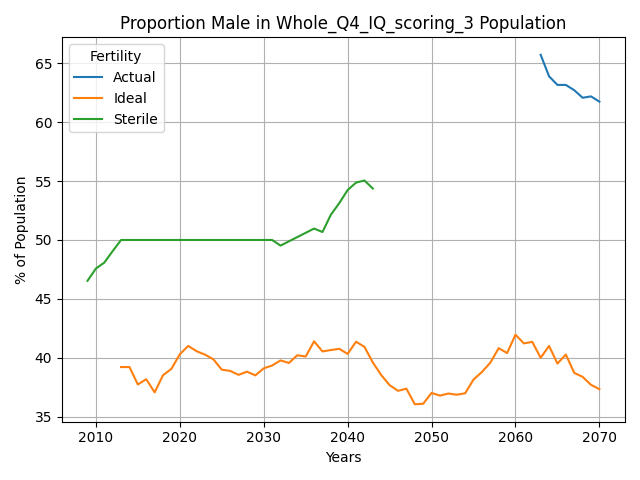 Proportion Male in Whole_Q4_IQ_scoring_3 Population
Fertility
Actual
Ideal
Sterile
% of Population
65
60
55
50
45
40
35
2010 2020 2030 2040 2050 2060 2070
Years